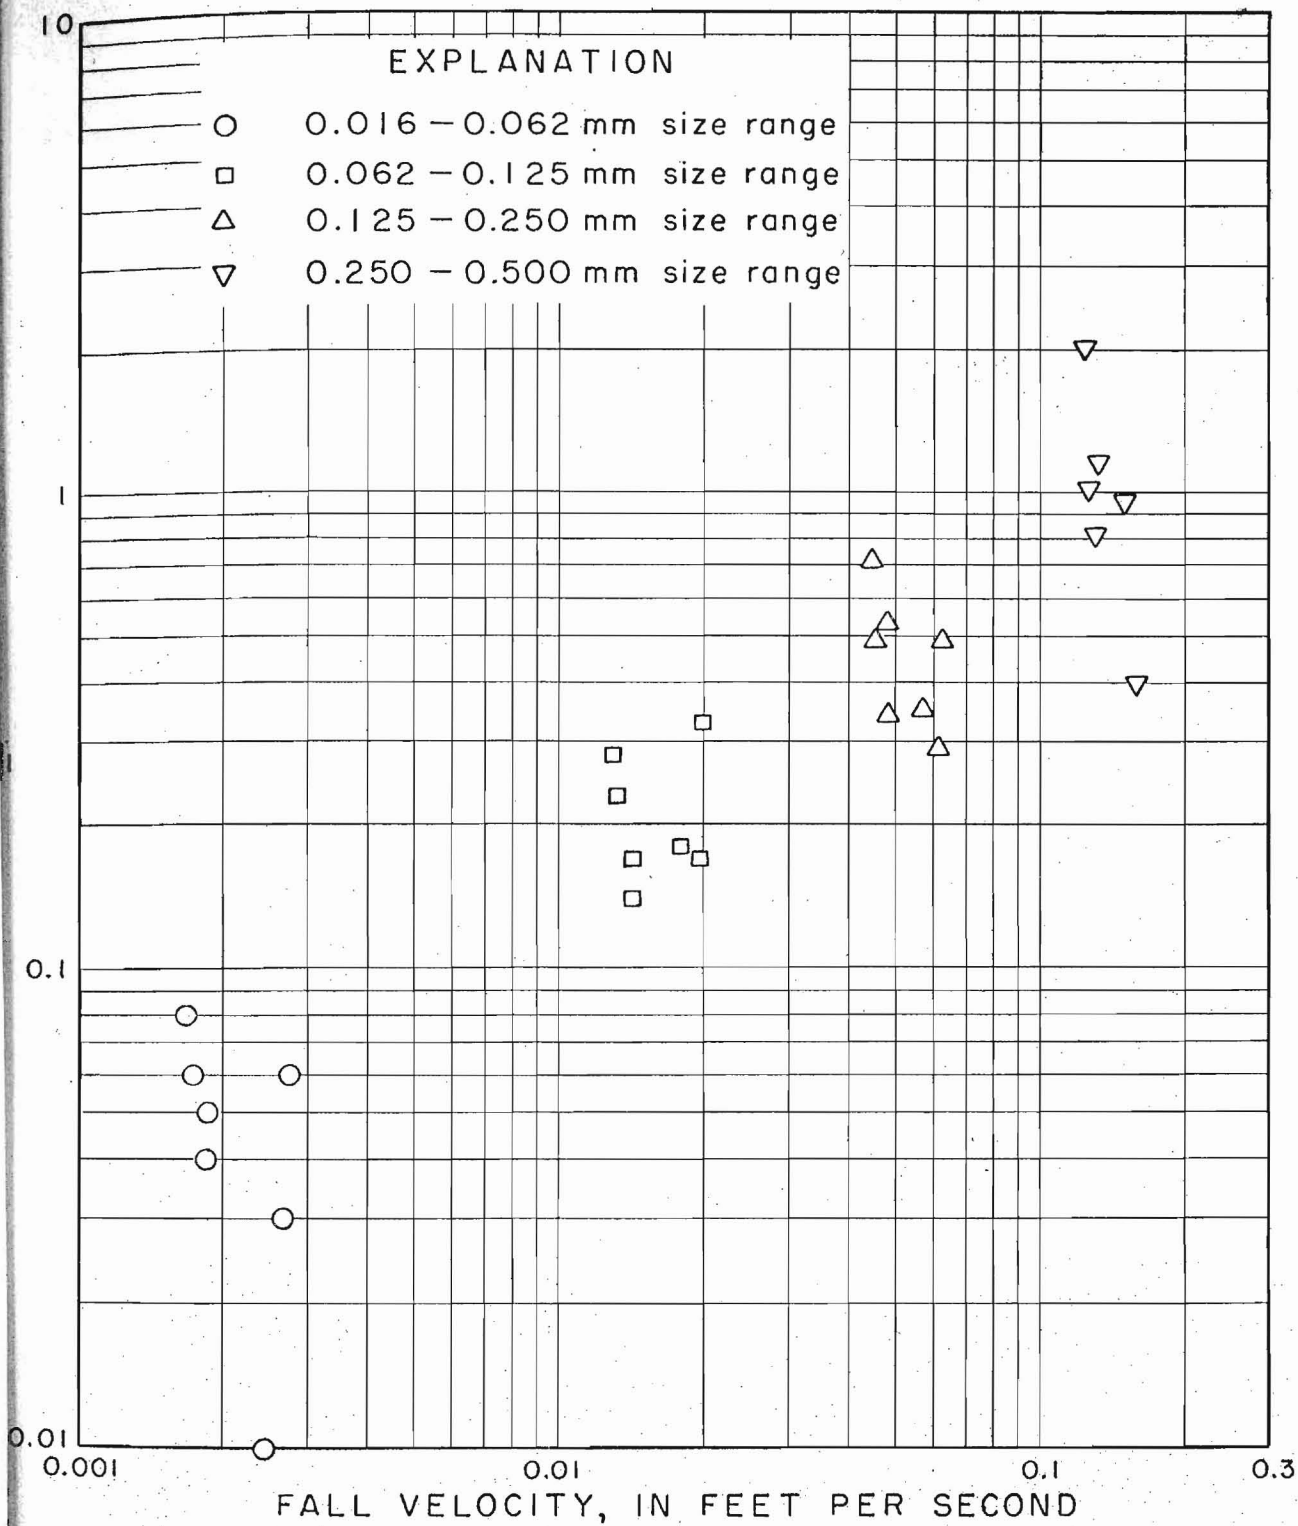 10
EXPLANATION
0.016 – 0.062 mm size range
0.062 – 0.125 mm size range
0.125 – 0.250 mm size range
0.250 – 0.500 mm size range
1
0.1
0.01
0.001 0.01 0.1 0.3
FALL VELOCITY, IN FEET PER SECOND